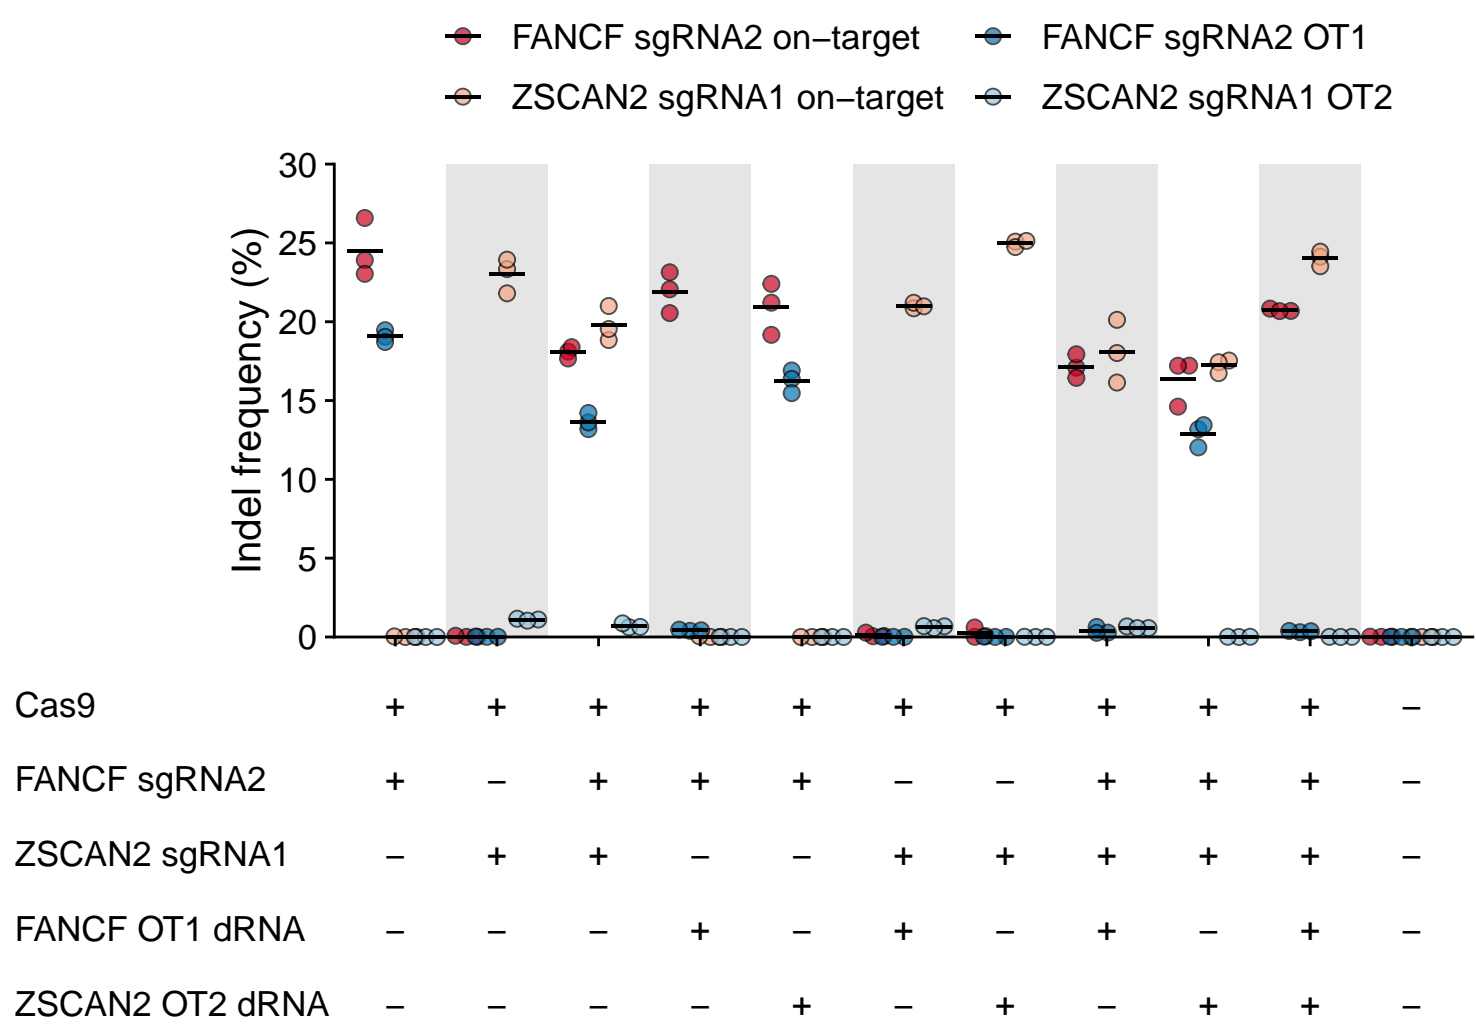 FANCF sgRNA2 on−target FANCF sgRNA2 OT1
ZSCAN2 sgRNA1 on−target ZSCAN2 sgRNA1 OT2
30
25
20
15
10
5
0
Indel frequency (%)
Cas9 + + + + + + + + + + −
FANCF sgRNA2 + − + + + − − + + + −
ZSCAN2 sgRNA1 − + + − − + + + + + −
FANCF OT1 dRNA − − − + − + − + − + −
ZSCAN2 OT2 dRNA − − − − + − + − + + −